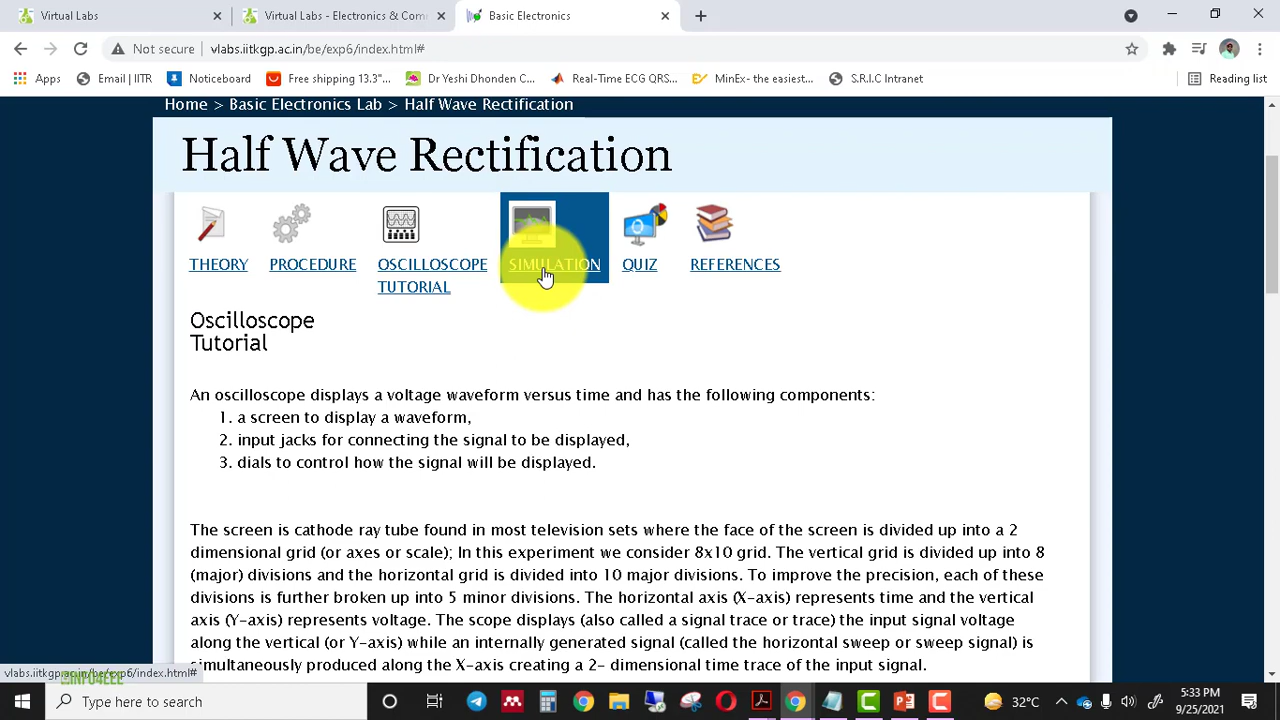 Virtual Labs
Virtual Labs - Electronics & Com
Basic Electronics
Not secure
vlabs.iitkgp.ac.in/be/exp6/index.html#
Apps
Email | IITR
Noticeboard
Free shipping 13.3"...
Dr Yeshi Dhonden C...
Real-Time ECG QRS...
MinEx- the easiest...
S.R.I.C Intranet
Reading list
Home > Basic Electronics Lab > Half Wave Rectification
Half Wave Rectification
THEORY
PROCEDURE
OSCILLOSCOPE
TUTORIAL
SIMULATION
QUIZ
REFERENCES
Oscilloscope
Tutorial
An oscilloscope displays a voltage waveform versus time and has the following components:
1. a screen to display a waveform,
2. input jacks for connecting the signal to be displayed,
3. dials to control how the signal will be displayed.
The screen is cathode ray tube found in most television sets where the face of the screen is divided up into a 2
dimensional grid (or axes or scale); In this experiment we consider 8x10 grid. The vertical grid is divided up into 8
(major) divisions and the horizontal grid is divided into 10 major divisions. To improve the precision, each of these
divisions is further broken up into 5 minor divisions. The horizontal axis (X-axis) represents time and the vertical
axis (Y-axis) represents voltage. The scope displays (also called a signal trace or trace) the input signal voltage
along the vertical (or Y-axis) while an internally generated signal (called the horizontal sweep or sweep signal) is
simultaneously produced along the X-axis creating a 2- dimensional time trace of the input signal.
vlabs.iitkgp.ac.in/be/exp6/index.html#
INFO4EEE
Type here to search
32°C
5:33 PM
9/25/2021